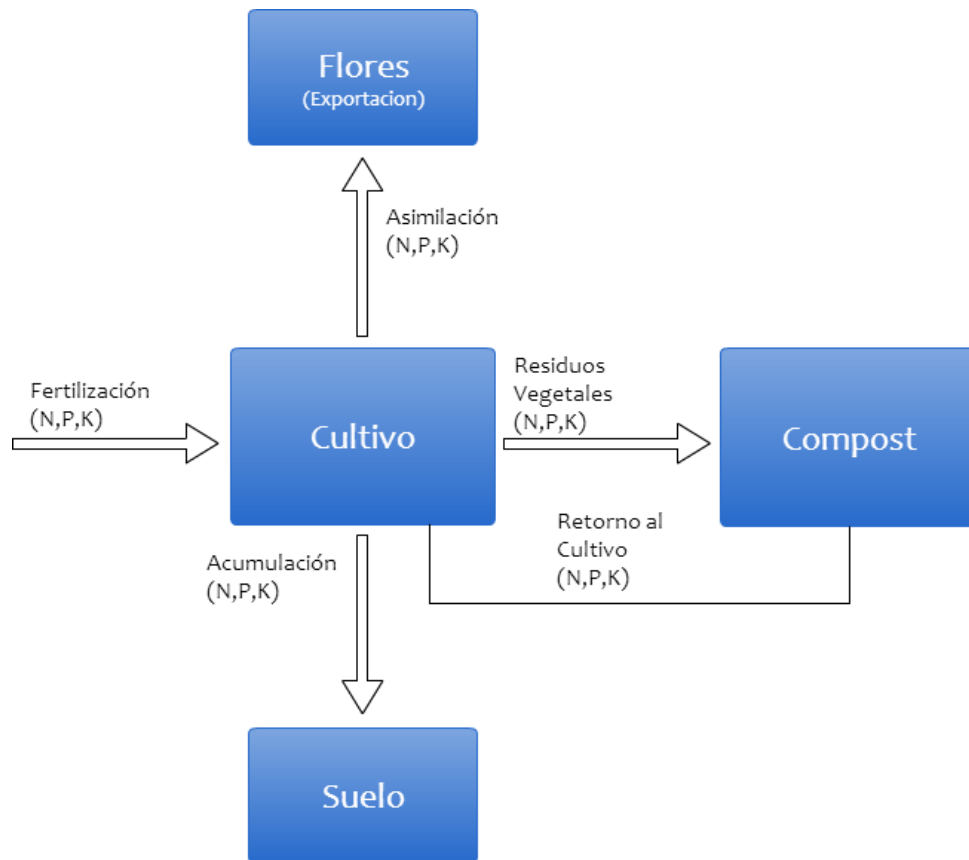 Flores
(Exportacion)
Asimilación
(N,P,K)
Fertilización
(N,P,K)
Cultivo
Residuos
Vegetales
(N,P,K)
Compost
Retorno al
Cultivo
(N,P,K)
Acumulación
(N,P,K)
Suelo